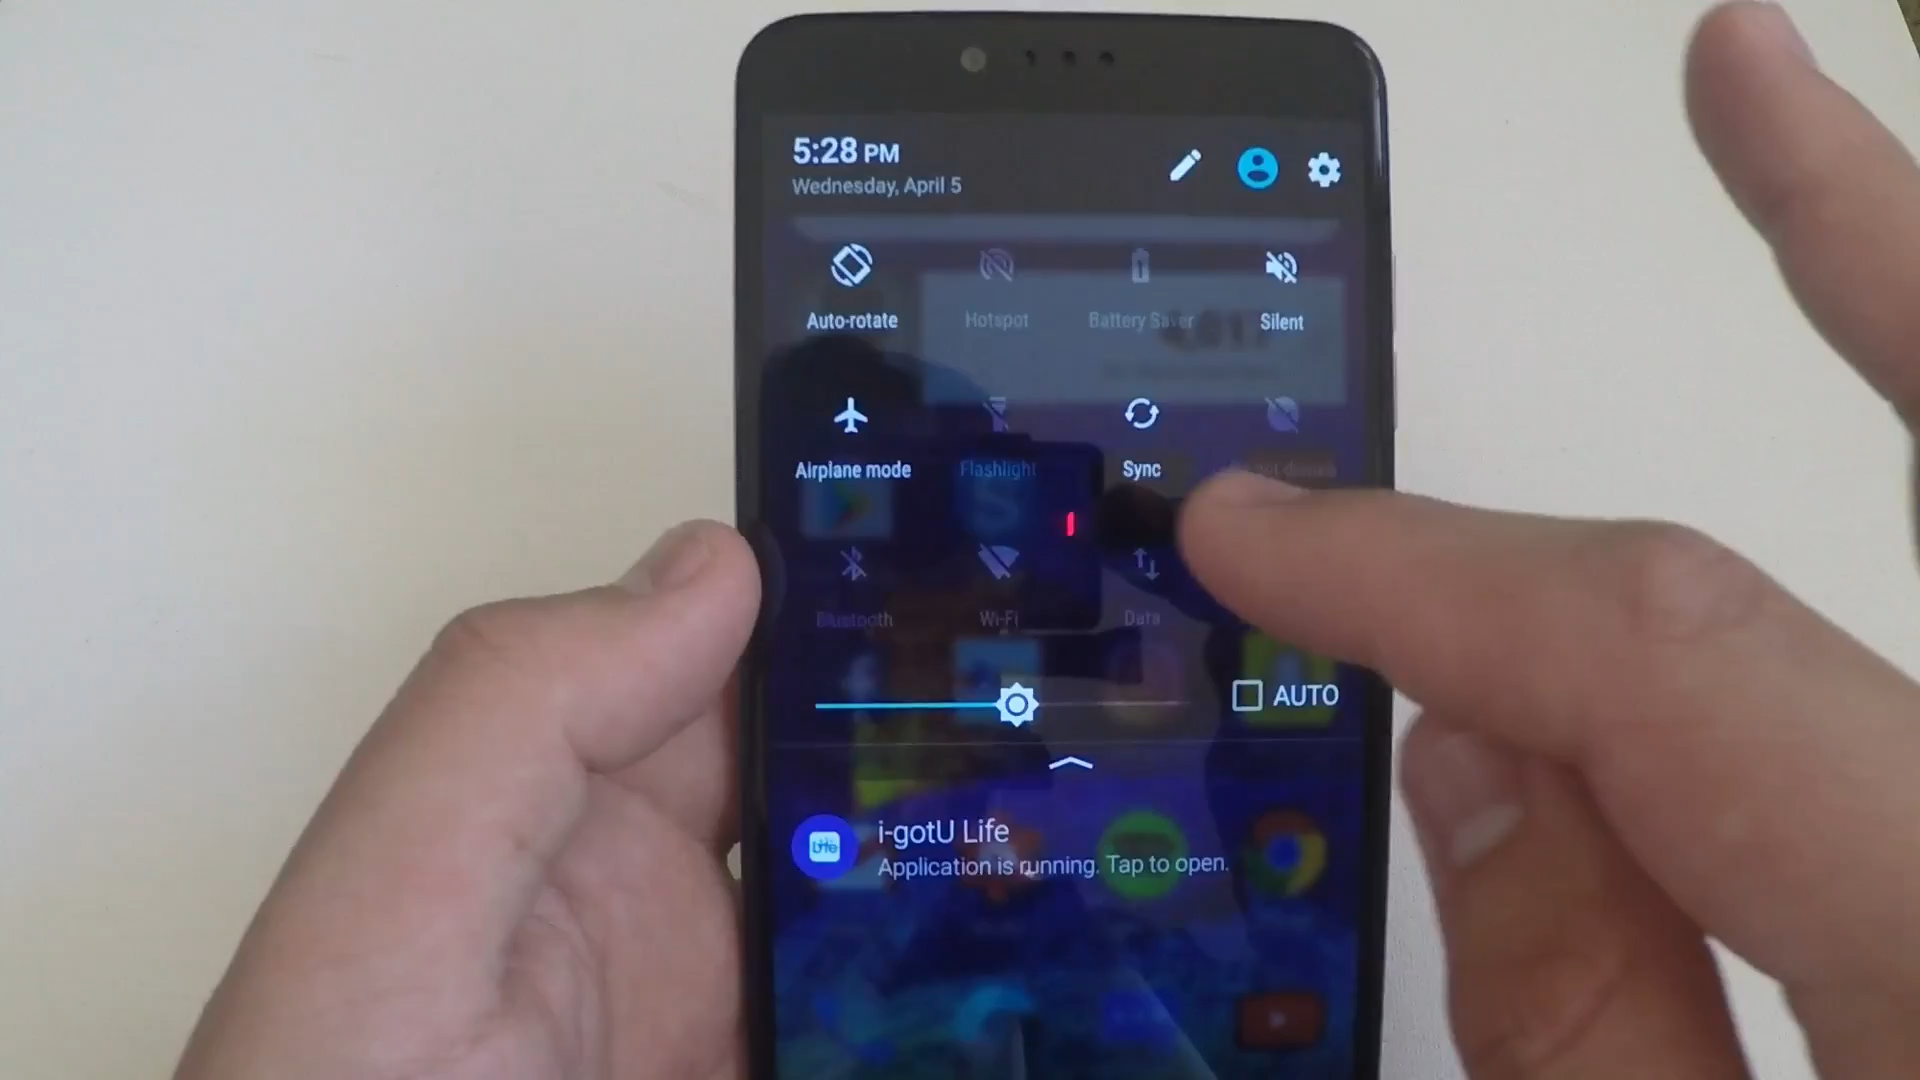 5:28 PM
Wednesday, April 5
Auto-rotate Hotspot Battery Saver Silent
Airplane mode Flashlight Sync
Bluetooth Wi-Fi Data
AUTO
i-gotU Life
Application is running. Tap to open.